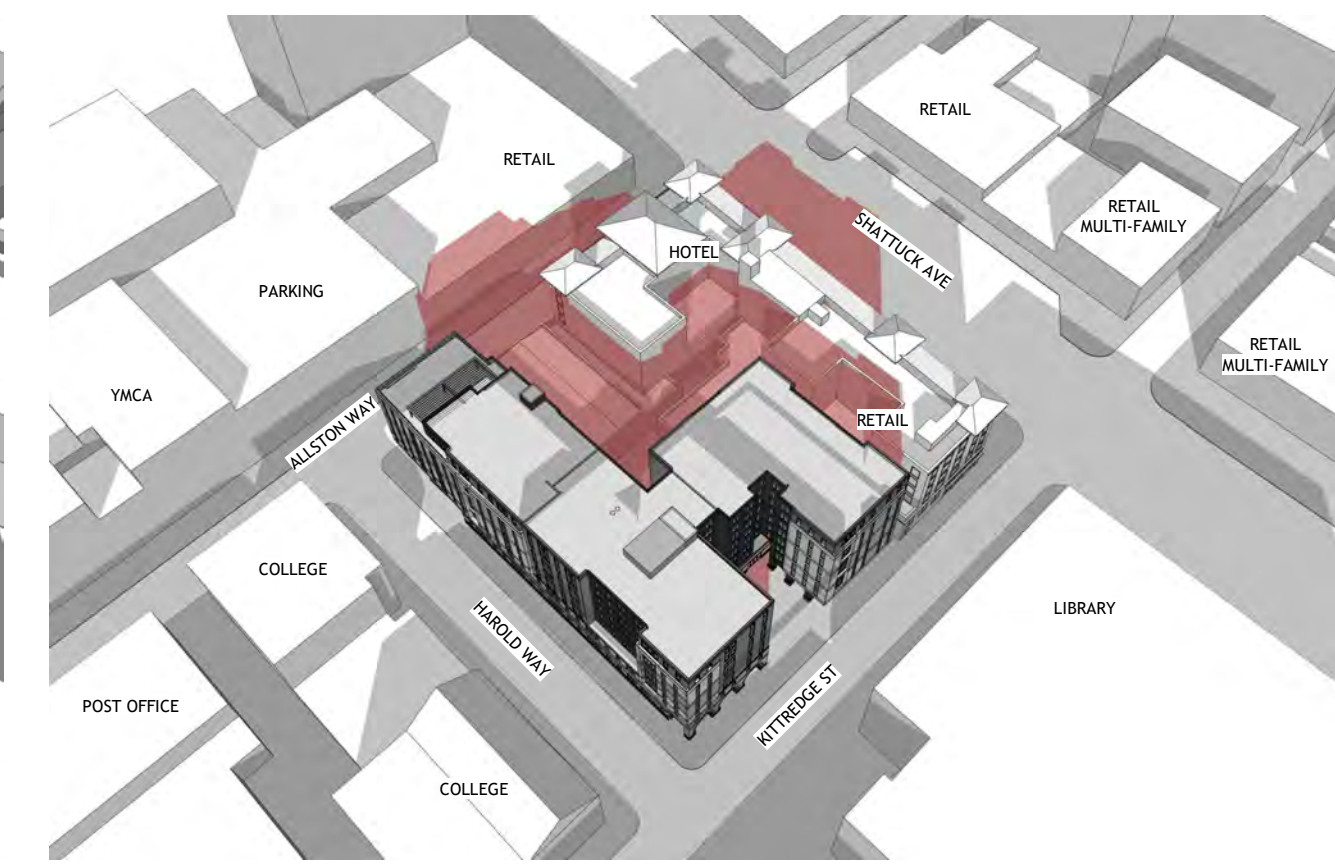 RETAIL
RETAIL
SHATTUCK AVE
RETAIL
MULTI-FAMILY
HOTEL
PARKING
RETAIL
MULTI-FAMILY
YMCA
RETAIL
ALLSTON WAY
COLLEGE
LIBRARY
HAROLD WAY
KITTREDGE ST
POST OFFICE
COLLEGE